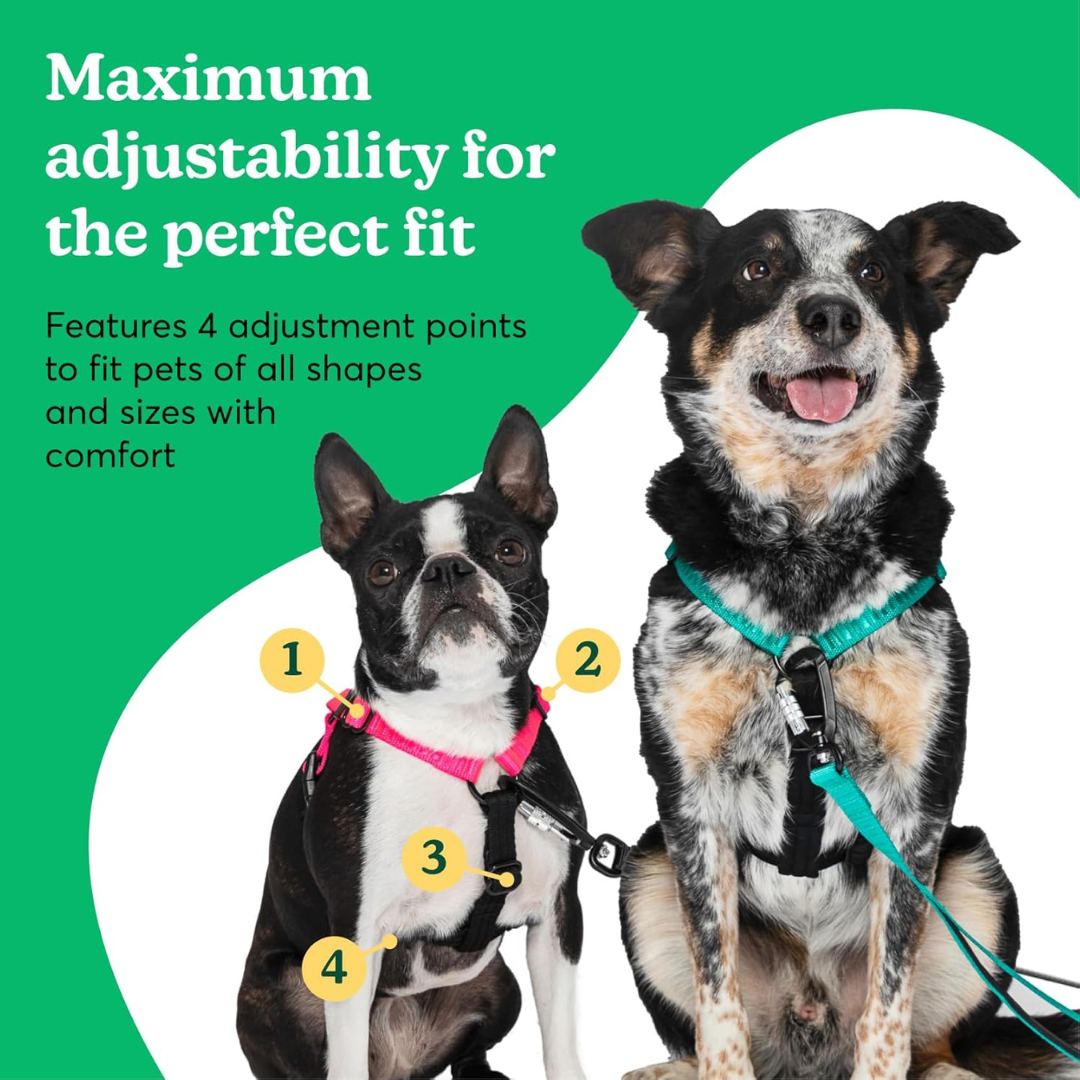 Maximum
adjustability for
the perfect fit
Features 4 adjustment points
to fit pets of all shapes
and sizes with
comfort
1
2
3
4